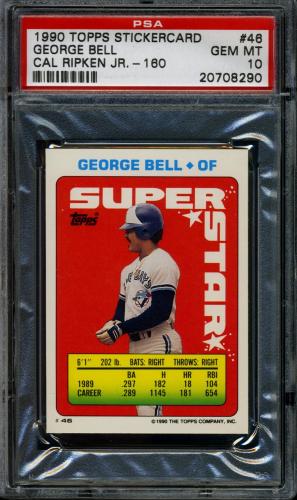 PSA
1990 TOPPS STICKERCARD #46
GEORGE BELL GEM MT
CAL RIPKEN JR.-160 10
20708290
GEORGE BELL ◆ OF
SUPER
STAR
Topps
6'1" 202 lb. BATS: RIGHT THROWS: RIGHT
BA H HR RBI
1989 .297 182 18 104
CAREER .289 1145 181 654
# 46 ©1990 THE TOPPS COMPANY, INC.